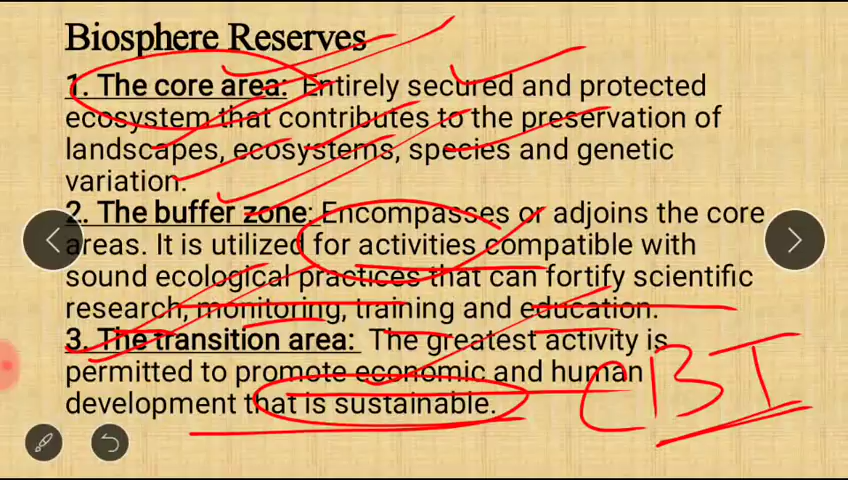 Biosphere Reserves
1. The core area: Entirely secured and protected
ecosystem that contributes to the preservation of
landscapes, ecosystems, species and genetic
variation.
2. The buffer zone: Encompasses or adjoins the core
areas. It is utilized for activities compatible with
sound ecological practices that can fortify scientific
research, monitoring, training and education.
3. The transition area: The greatest activity is
permitted to promote economic and human
development that is sustainable.
CBI